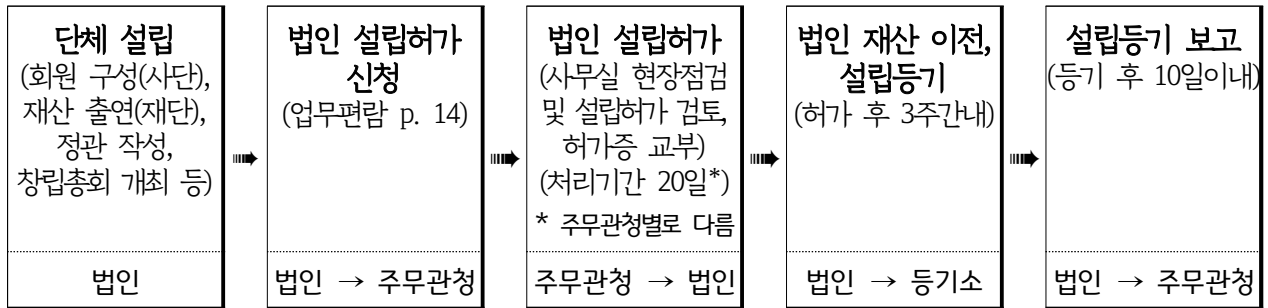 단체 설립
(회원 구성(사단),
재산 출연(재단),
정관 작성,
창립총회 개최 등)
법인
법인 설립허가
신청
(업무편람 p. 14)
법인 → 주무관청
법인 설립허가
(사무실 현장점검
및 설립허가 검토,
허가증 교부)
(처리기간 20일*)
* 주무관청별로 다름
주무관청 → 법인
법인 재산 이전,
설립등기
(허가 후 3주간내)
법인 → 등기소
설립등기 보고
(등기 후 10일이내)
법인 → 주무관청